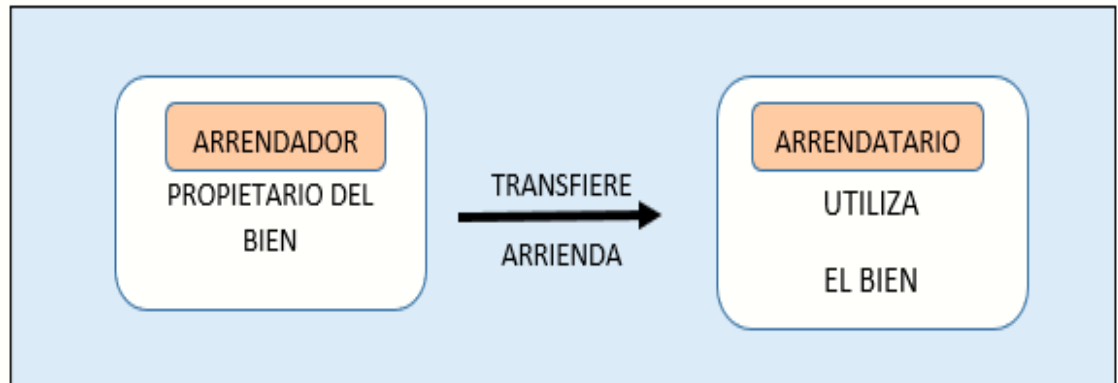 ARRENDADOR
PROPIETARIO DEL
BIEN
TRANSFIERE
ARRIENDA
ARRENDATARIO
UTILIZA
EL BIEN